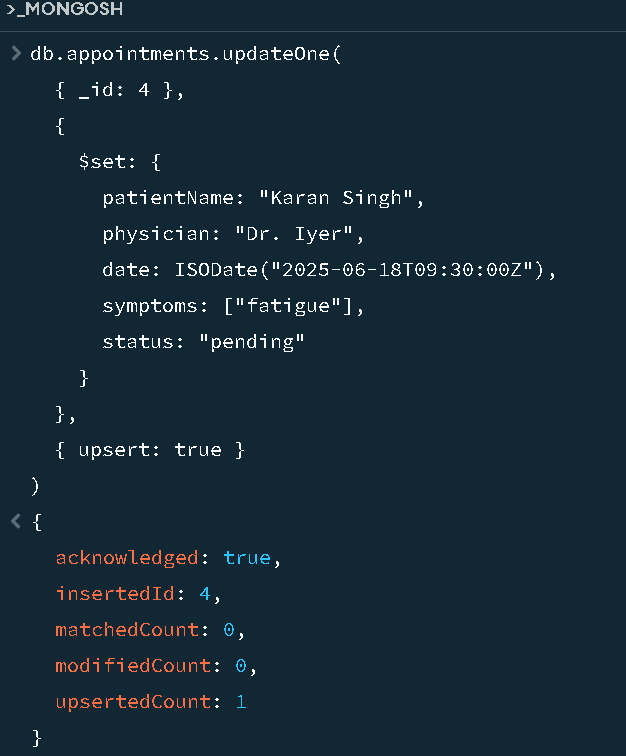 >_MONGOSH
> db.appointments.updateOne(
{ _id: 4 },
{
$set: {
patientName: "Karan Singh",
physician: "Dr. Iyer",
date: ISODate("2025-06-18T09:30:00Z"),
symptoms: ["fatigue"],
status: "pending"
}
},
{ upsert: true }
)
< {
acknowledged: true,
insertedId: 4,
matchedCount: 0,
modifiedCount: 0,
upsertedCount: 1
}